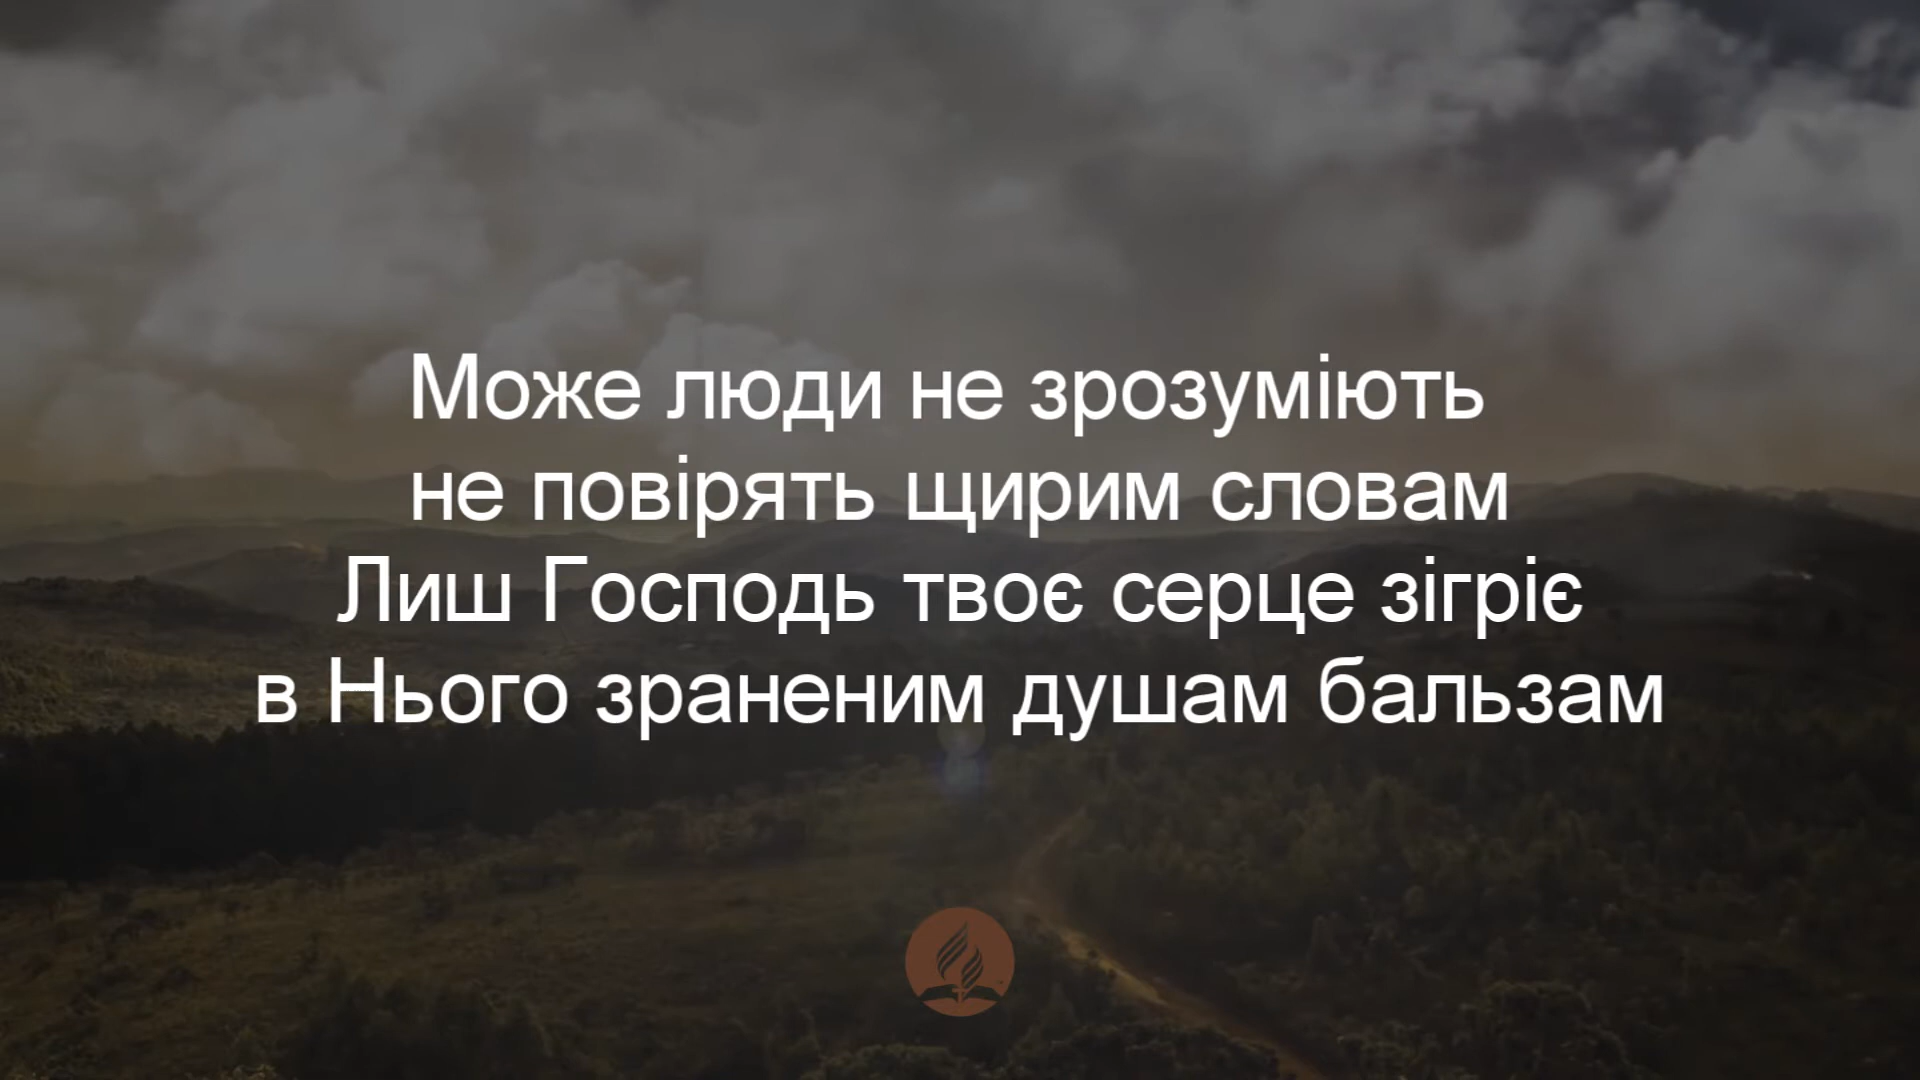 Може люди не зрозуміють
не повірять щирим словам
Лиш Господь твоє серце зігріє
в Нього зраненим душам бальзам